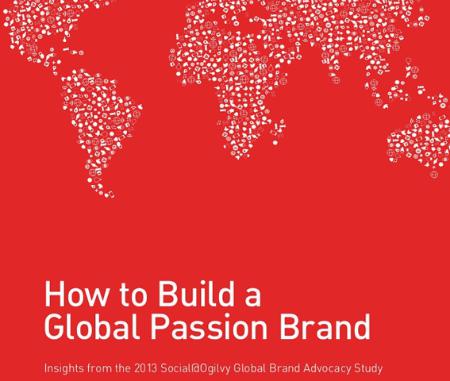 How to Build a
Global Passion Brand
Insights from the 2013 Social@Ogilvy Global Brand Advocacy Study